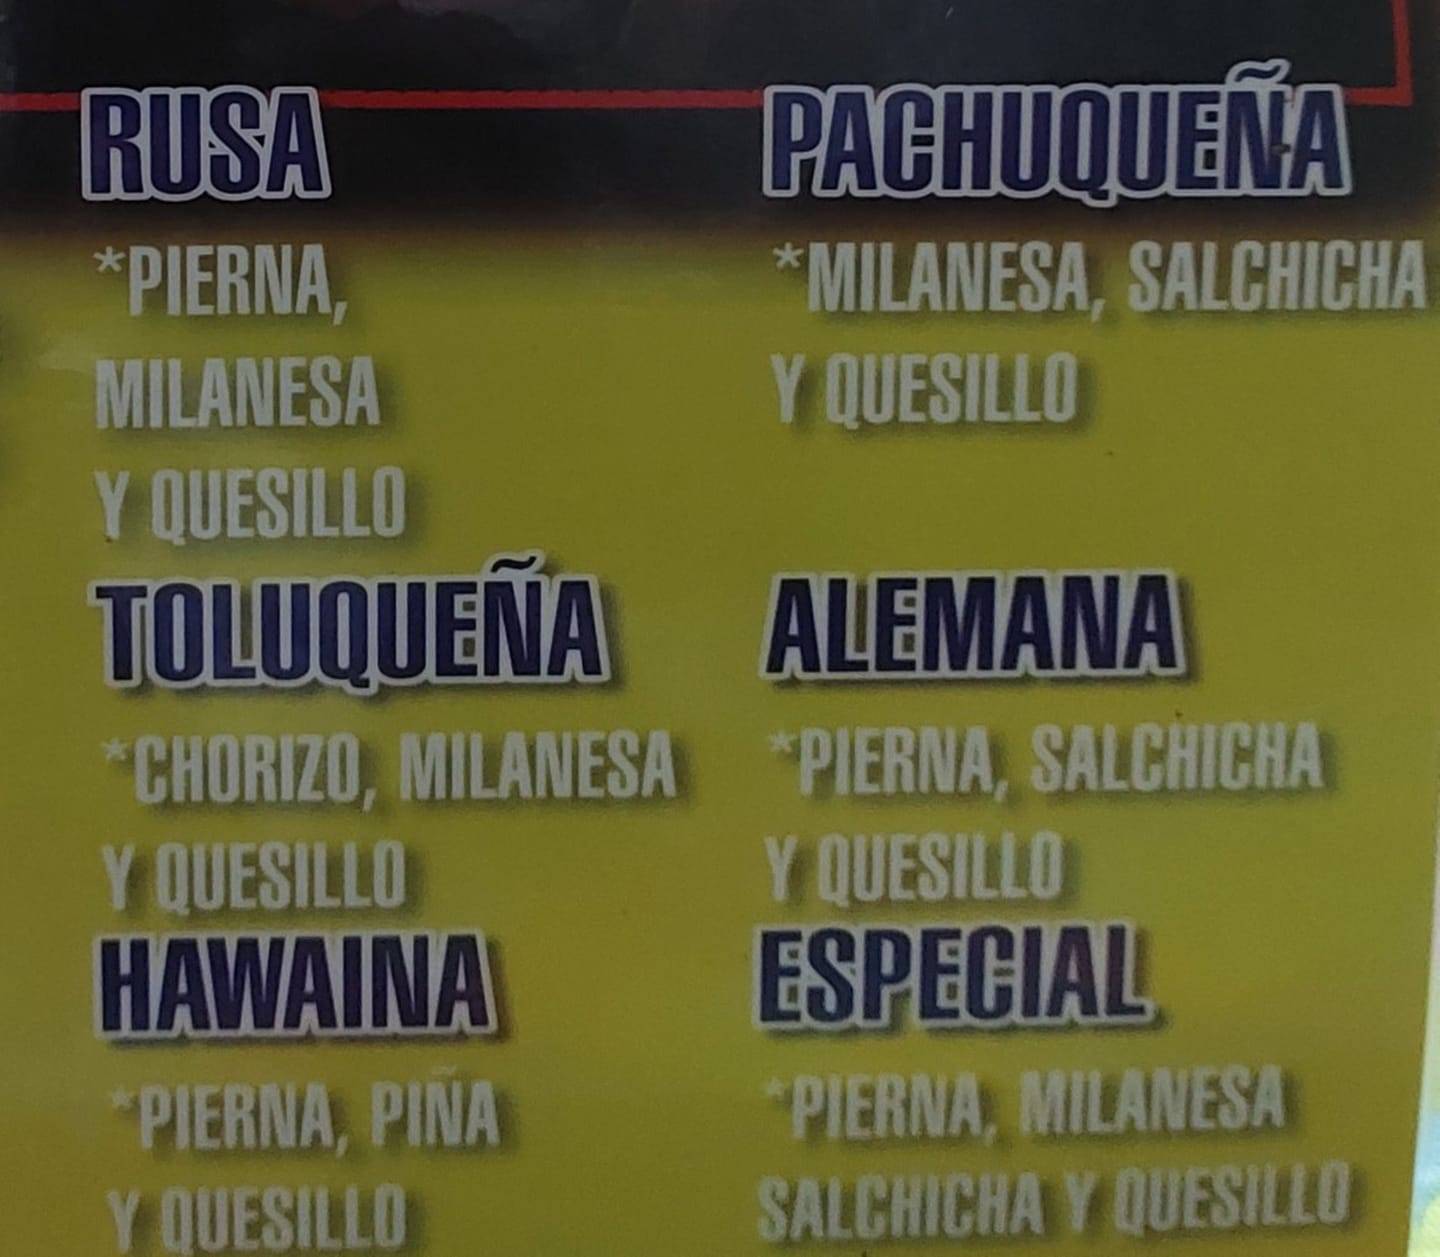 RUSA
*PIERNA,
MILANESA
Y QUESILLO
PACHUQUEÑA
*MILANESA, SALCHICHA
Y QUESILLO
TOLUQUEÑA
*CHORIZO, MILANESA
Y QUESILLO
ALEMANA
*PIERNA, SALCHICHA
Y QUESILLO
HAWAINA
*PIERNA, PIÑA
Y QUESILLO
ESPECIAL
*PIERNA, MILANESA
SALCHICHA Y QUESILLO